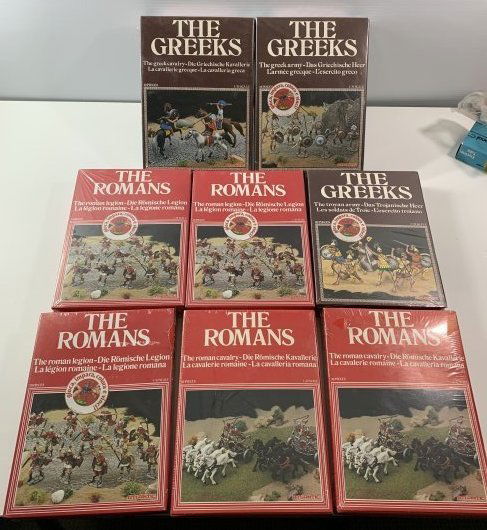 THE
GREEKS
The greek cavalry - Die Griechische Kavallerie
La cavallerie grecque - La cavalleria greca
THE
GREEKS
The greek army - Das Griechische Heer
L'armée grecque - L'esercito greco
THE
ROMANS
The roman legion - Die Römische Legion
La légion romaine - La legione romana
THE
ROMANS
The roman legion - Die Römische Legion
La légion romaine - La legione romana
THE
GREEKS
The troyan army - Das Trojanische Heer
Les soldats de Troie - L'esercito troiano
THE
ROMANS
The roman legion - Die Römische Legion
La légion romaine - La legione romana
THE
ROMANS
The roman cavalry - Die Römische Kavallerie
La cavalerie romaine - La cavalleria romana
THE
ROMANS
The roman cavalry - Die Römische Kavallerie
La cavalerie romaine - La cavalleria romana